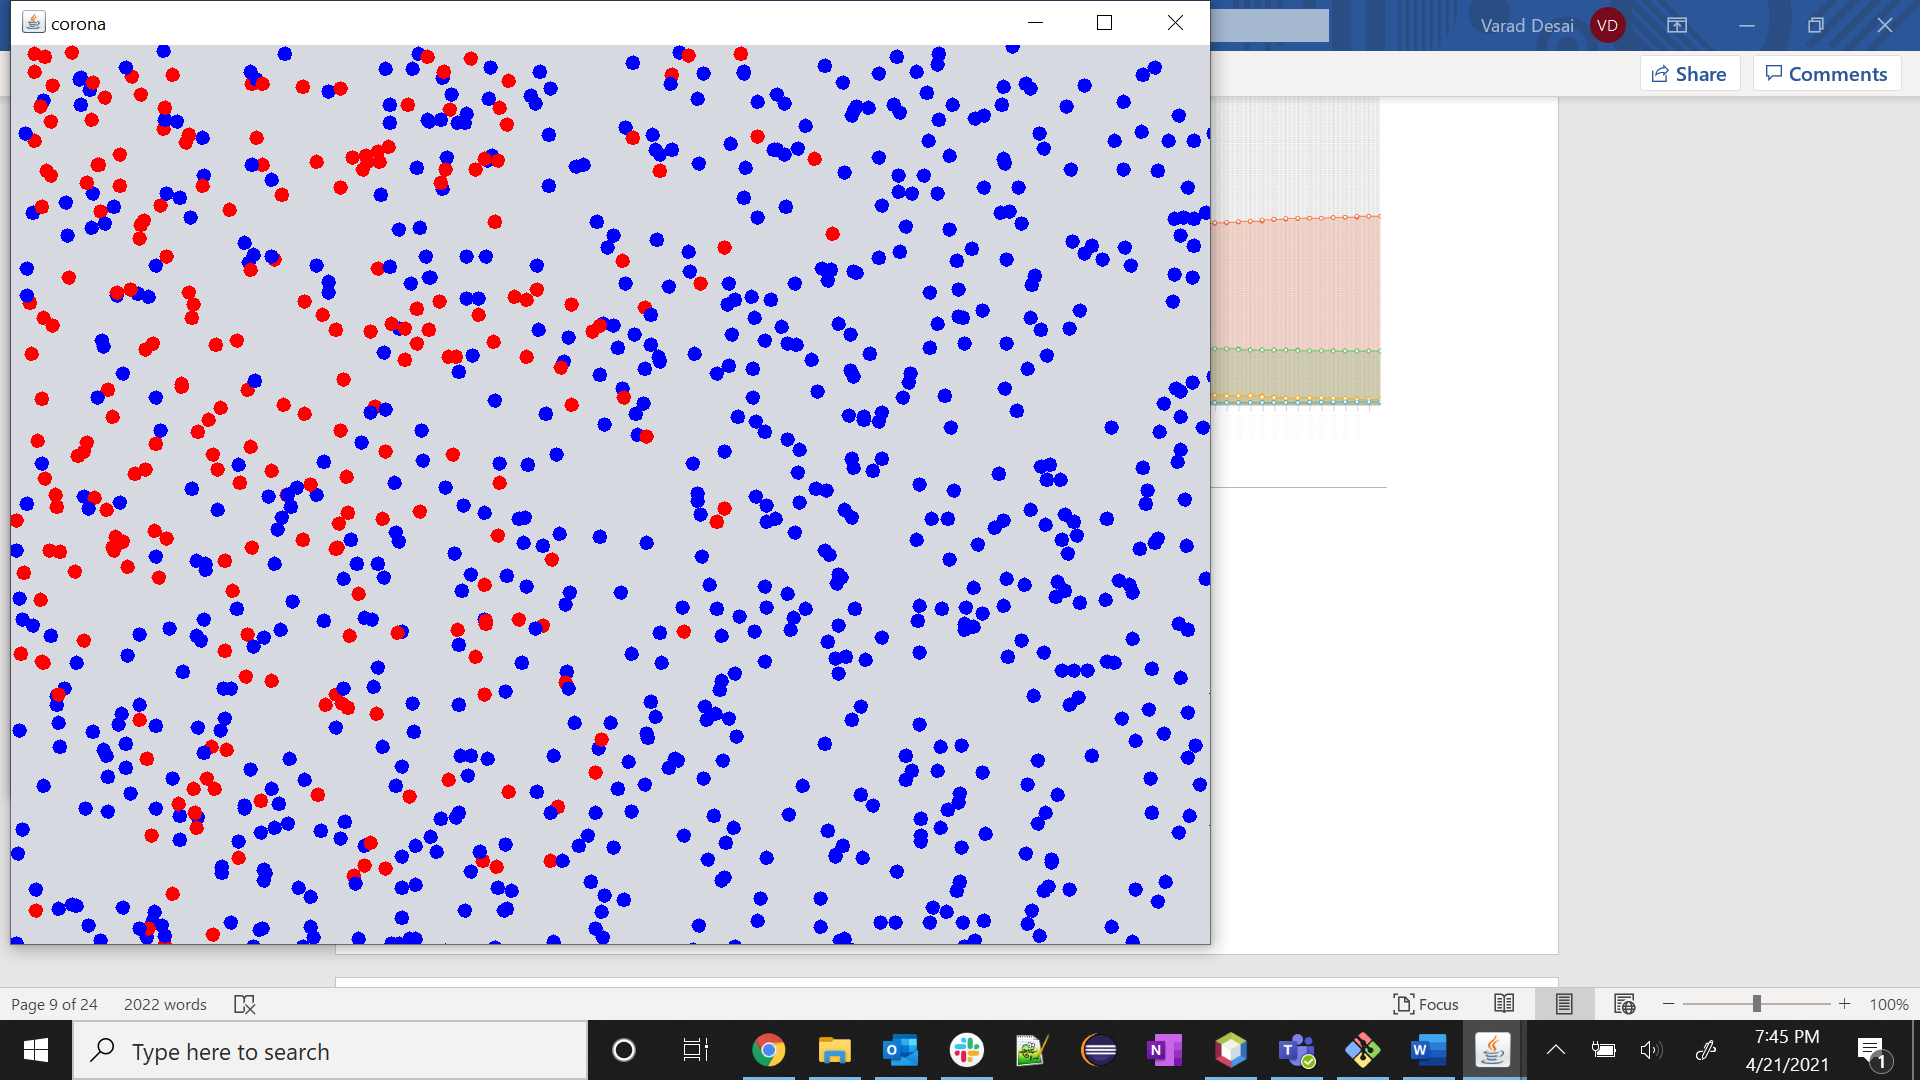 corona
Varad Desai VD
Share Comments
Page 9 of 24 2022 words Focus 100%
Type here to search
7:45 PM
4/21/2021
1